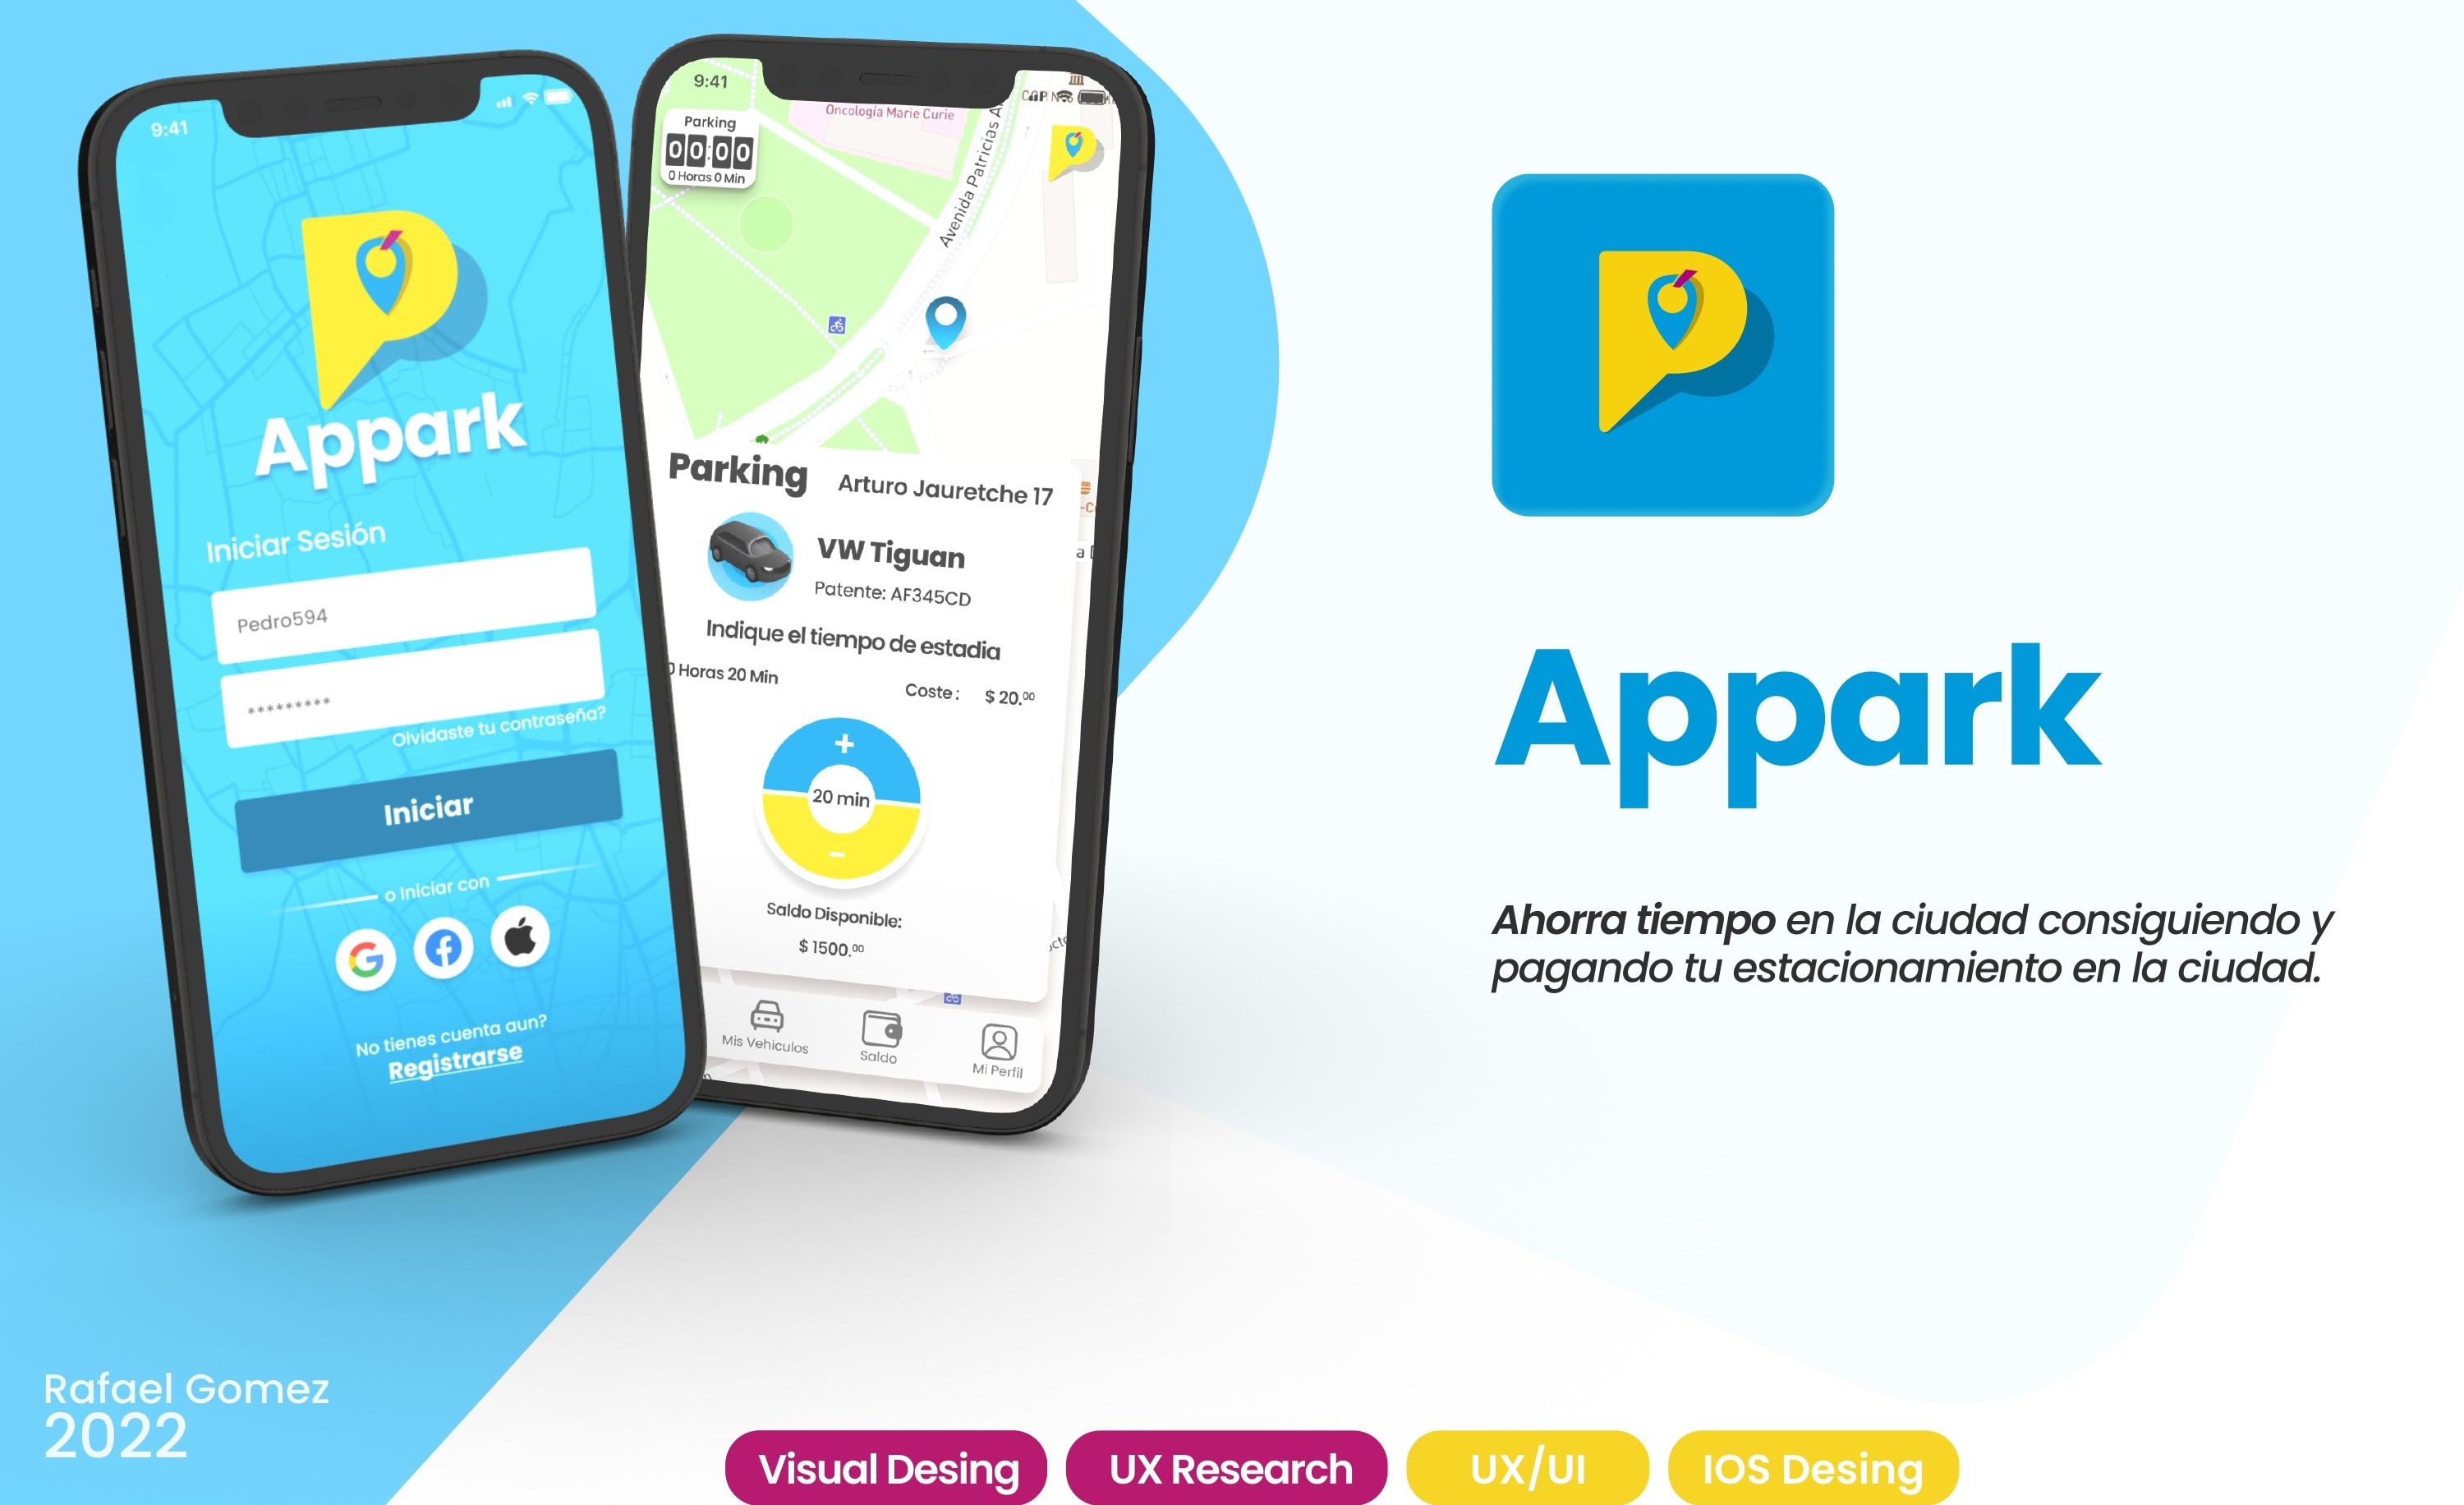 9:41
Appark
Iniciar Sesión
Pedro594
*********
Olvidaste tu contraseña?
Iniciar
o Iniciar con
No tienes cuenta aun?
Registrarse
9:41
Parking
00:00
0 Horas 0 Min
Oncología Marie Curie
Avenida Patricias A
Parking
Arturo Jauretche 17
VW Tiguan
Patente: AF345CD
Indique el tiempo de estadia
0 Horas 20 Min
Coste: $ 20.00
+
20 min
-
Saldo Disponible:
$ 1500.00
Mis Vehiculos
Saldo
Mi Perfil
Appark
Ahorra tiempo en la ciudad consiguiendo y
pagando tu estacionamiento en la ciudad.
Rafael Gomez
2022
Visual Desing
UX Research
UX/UI
IOS Desing